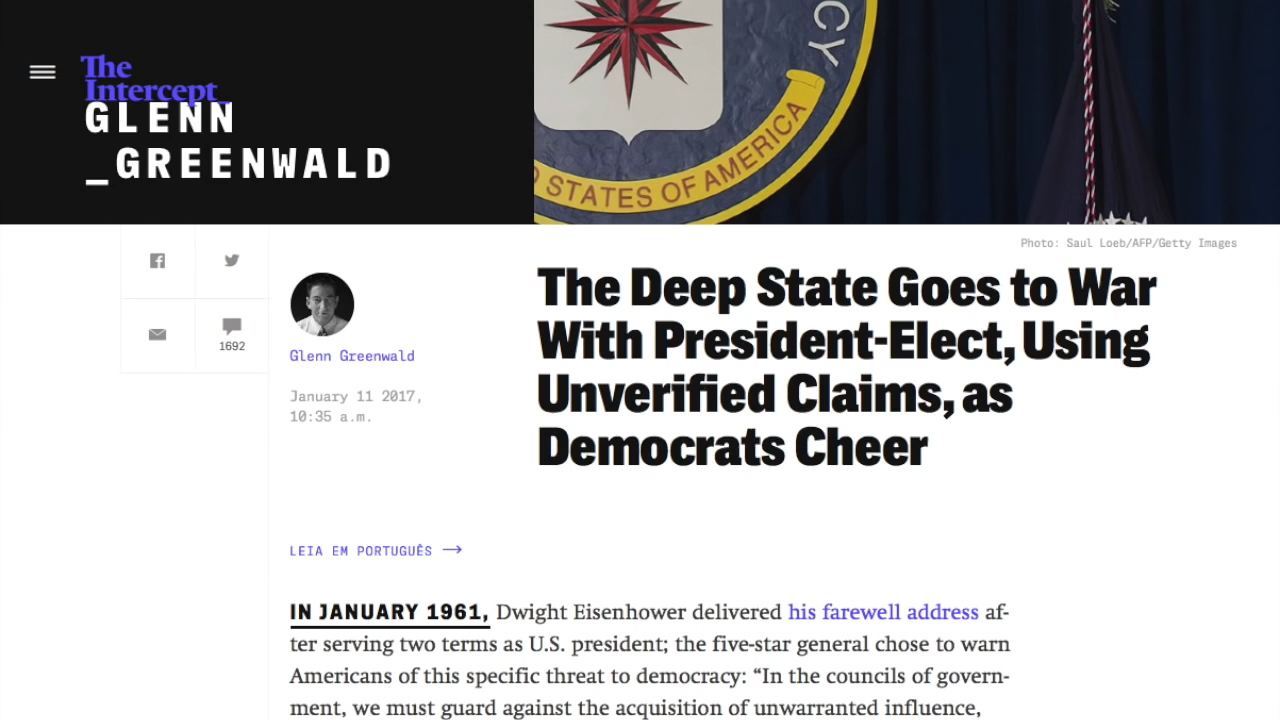 The
Intercept_
GLENN
_GREENWALD
CY
STATES OF AMERICA
Photo: Saul Loeb/AFP/Getty Images
1692
Glenn Greenwald
January 11 2017,
10:35 a.m.
The Deep State Goes to War
With President-Elect, Using
Unverified Claims, as
Democrats Cheer
LEIA EM PORTUGUÊS →
IN JANUARY 1961, Dwight Eisenhower delivered his farewell address af-
ter serving two terms as U.S. president; the five-star general chose to warn
Americans of this specific threat to democracy: “In the councils of govern-
ment, we must guard against the acquisition of unwarranted influence,